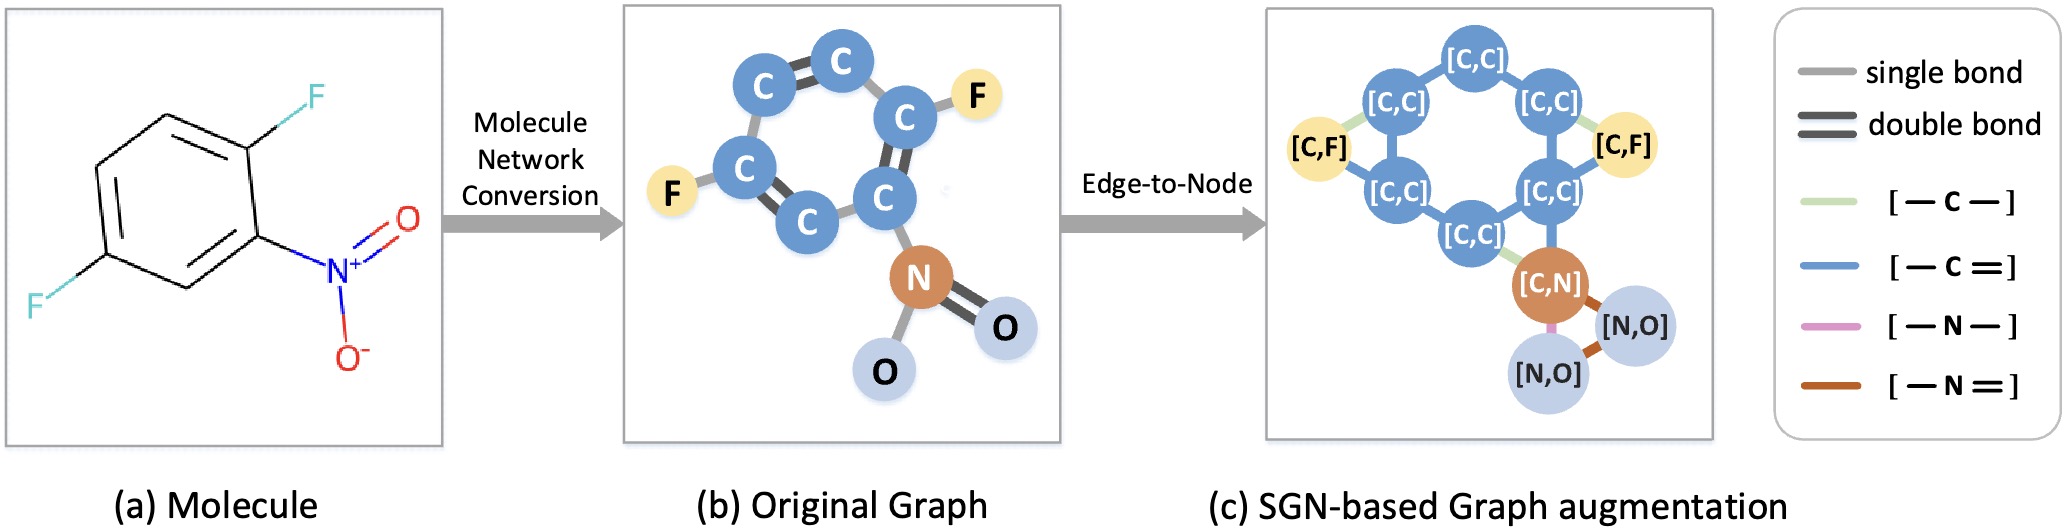 F
F
N+
O
O-
Molecule
Network
Conversion
C
C
C
F
C
F
C
C
N
O
O
Edge-to-Node
[C,C]
[C,C]
[C,C]
[C,F]
[C,F]
[C,C]
[C,C]
[C,C]
[C,N]
[N,O]
[N,O]
single bond
double bond
[ — C — ]
[ — C = ]
[ — N — ]
[ — N = ]
(a) Molecule
(b) Original Graph
(c) SGN-based Graph augmentation